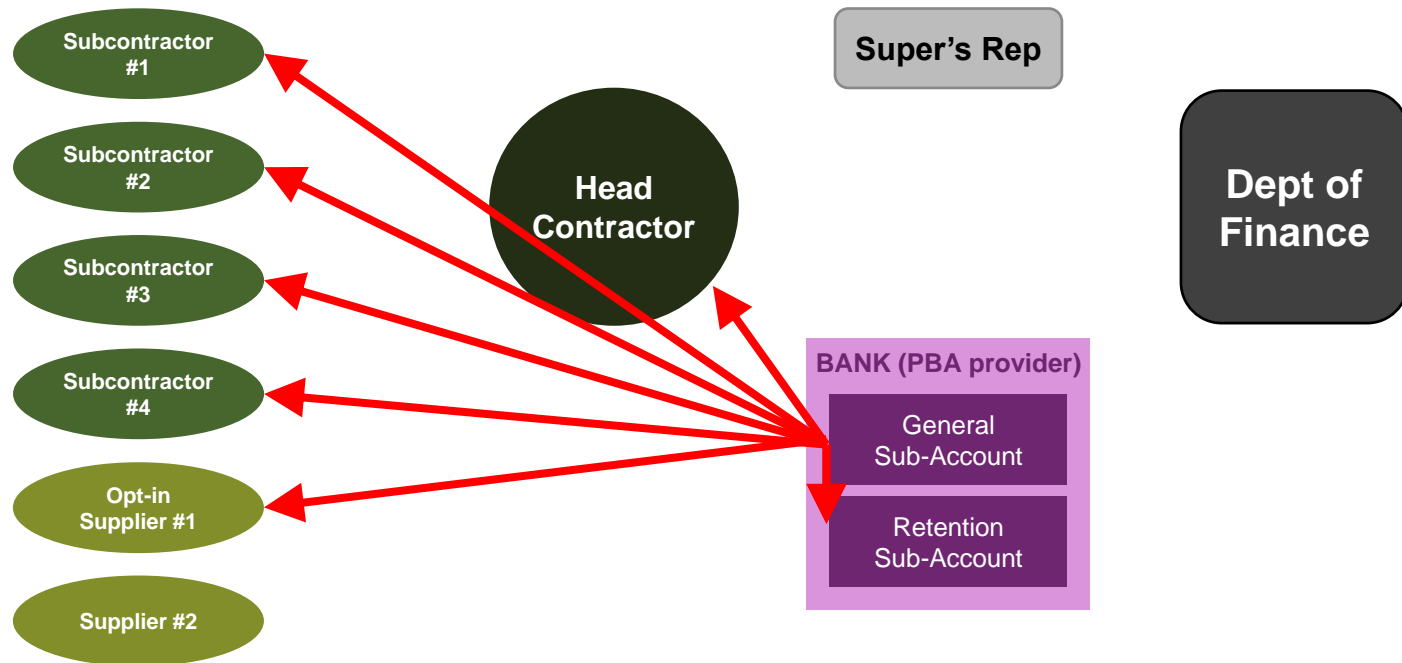 Subcontractor
#1
Subcontractor
#2
Subcontractor
#3
Subcontractor
#4
Opt-in
Supplier #1
Supplier #2
Head
Contractor
Super’s Rep
BANK (PBA provider)
General
Sub-Account
Retention
Sub-Account
Dept of
Finance